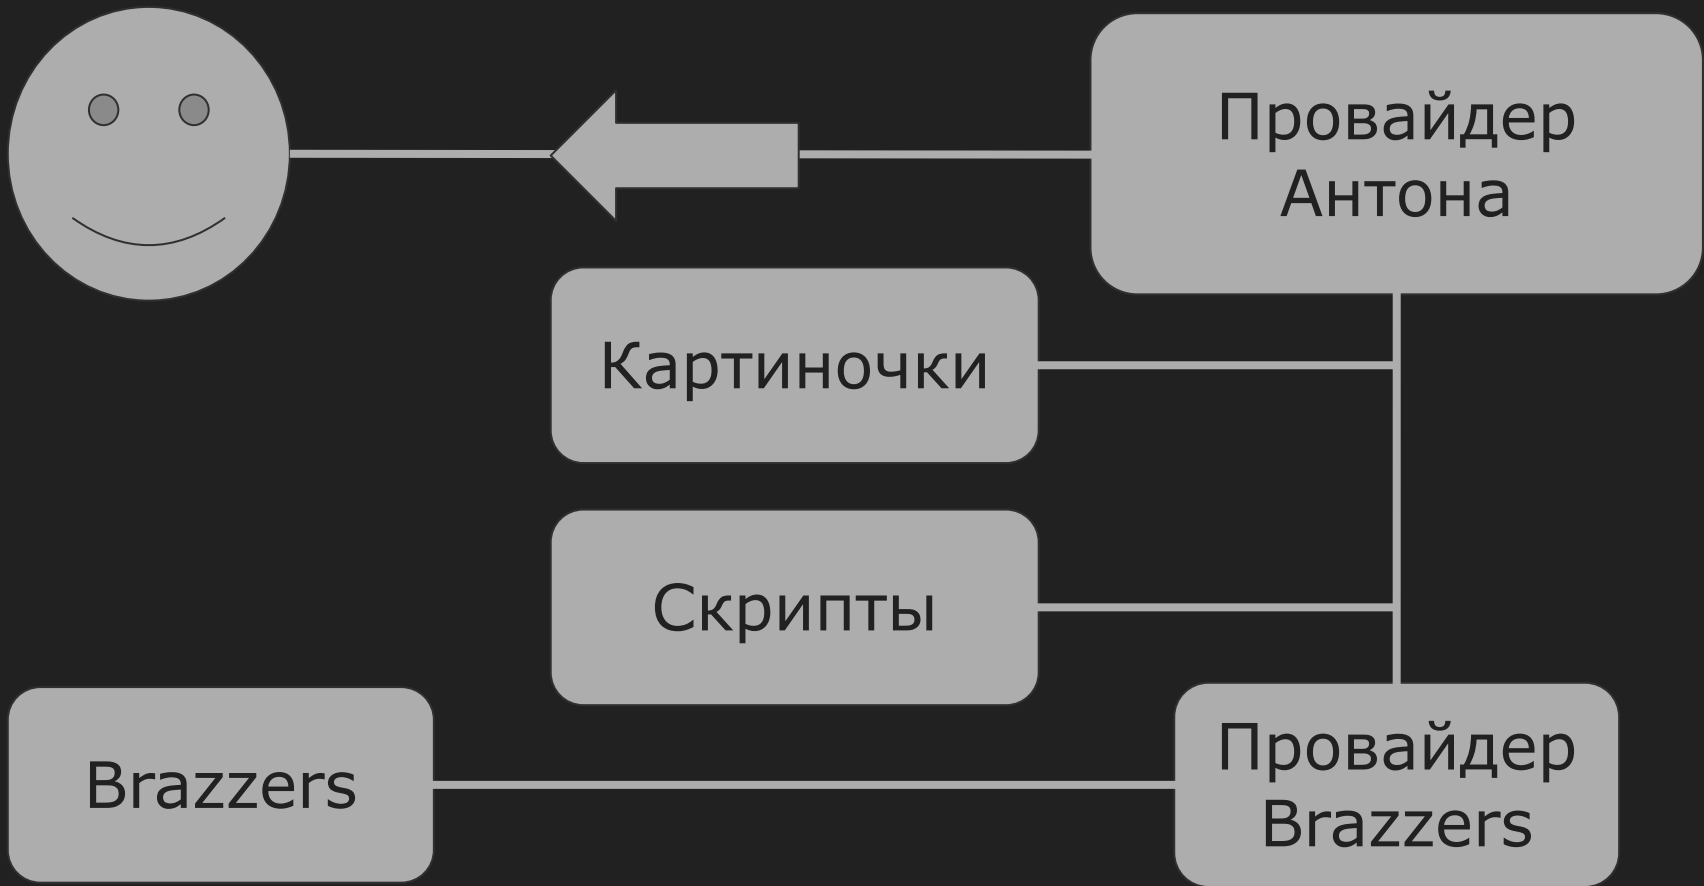 Провайдер
Антона
Картиночки
Скрипты
Brazzers
Провайдер
Brazzers